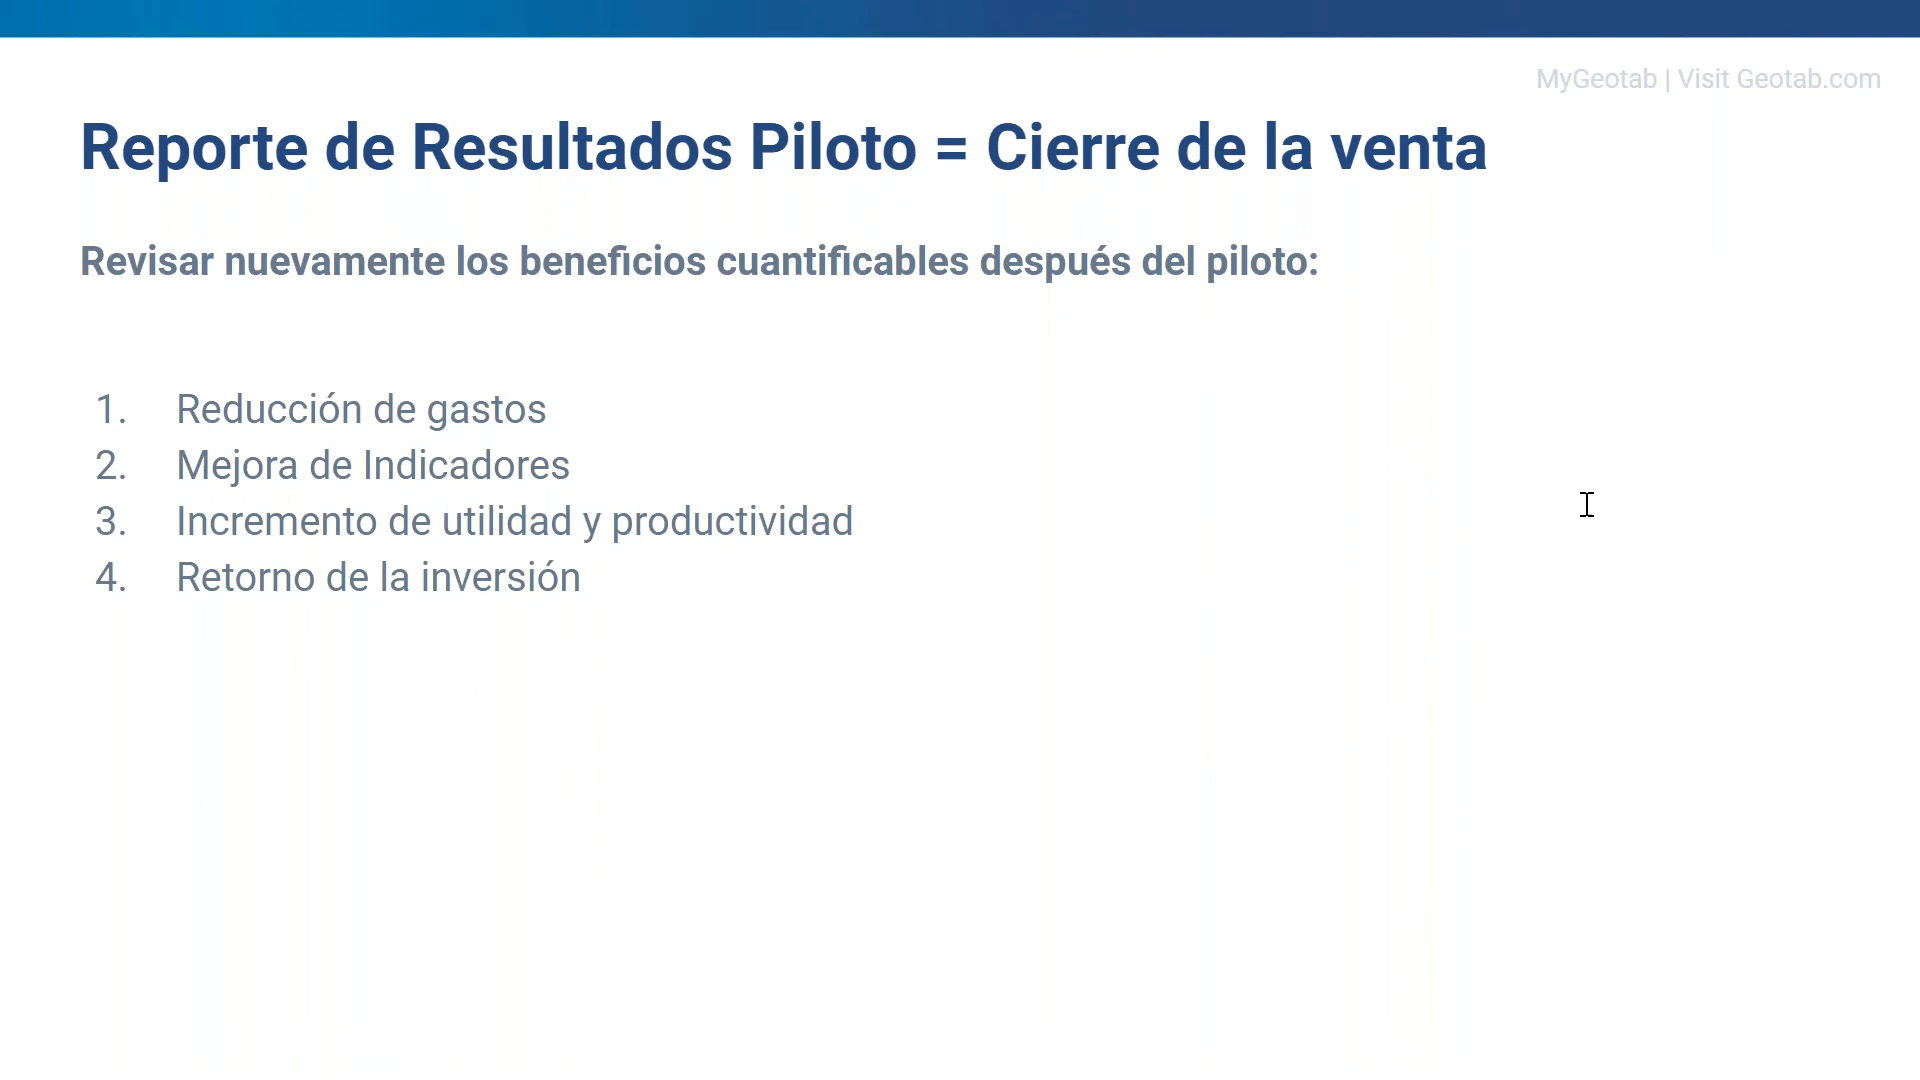 MyGeotab | Visit Geotab.com
Reporte de Resultados Piloto = Cierre de la venta
Revisar nuevamente los beneficios cuantificables después del piloto:
1. Reducción de gastos
2. Mejora de Indicadores
3. Incremento de utilidad y productividad
4. Retorno de la inversión